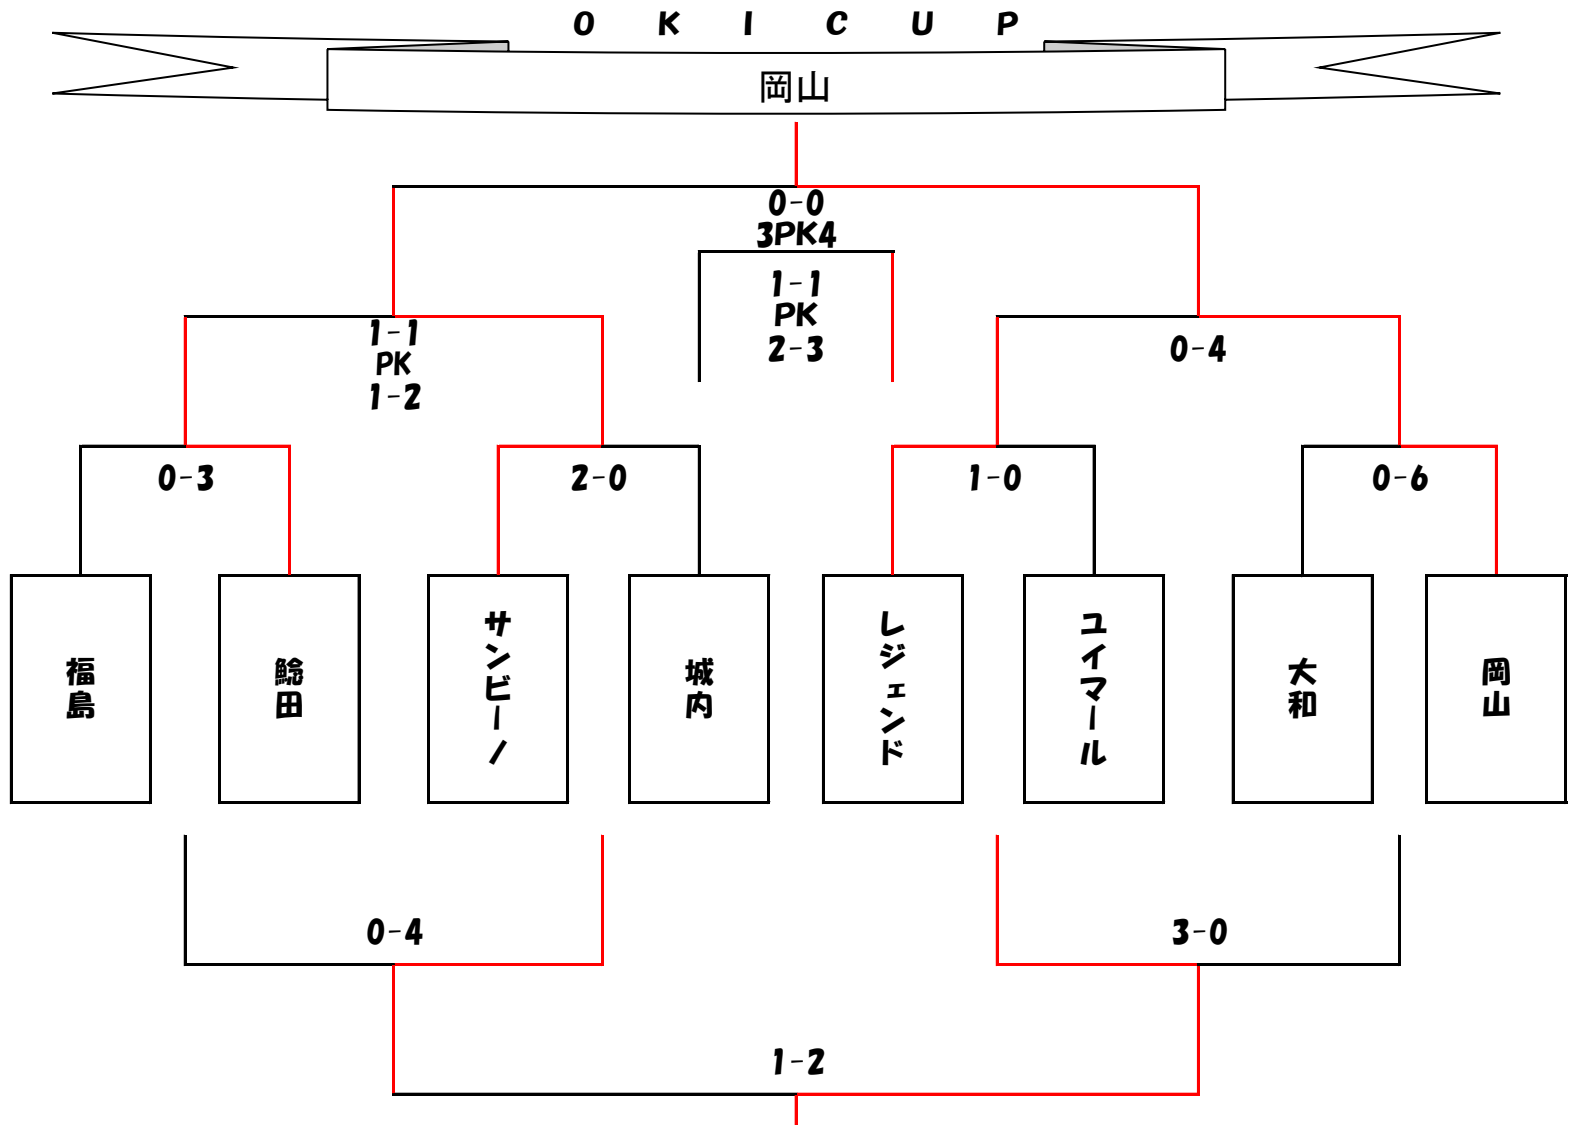 OKICUP
岡山
0-0
3PK4
1-1
PK
2-3
1-1
PK
1-2
0-4
0-3
2-0
1-0
0-6
福島
鯰田
サンビーノ
城内
レジェンド
ユイマール
大和
岡山
0-4
3-0
1-2